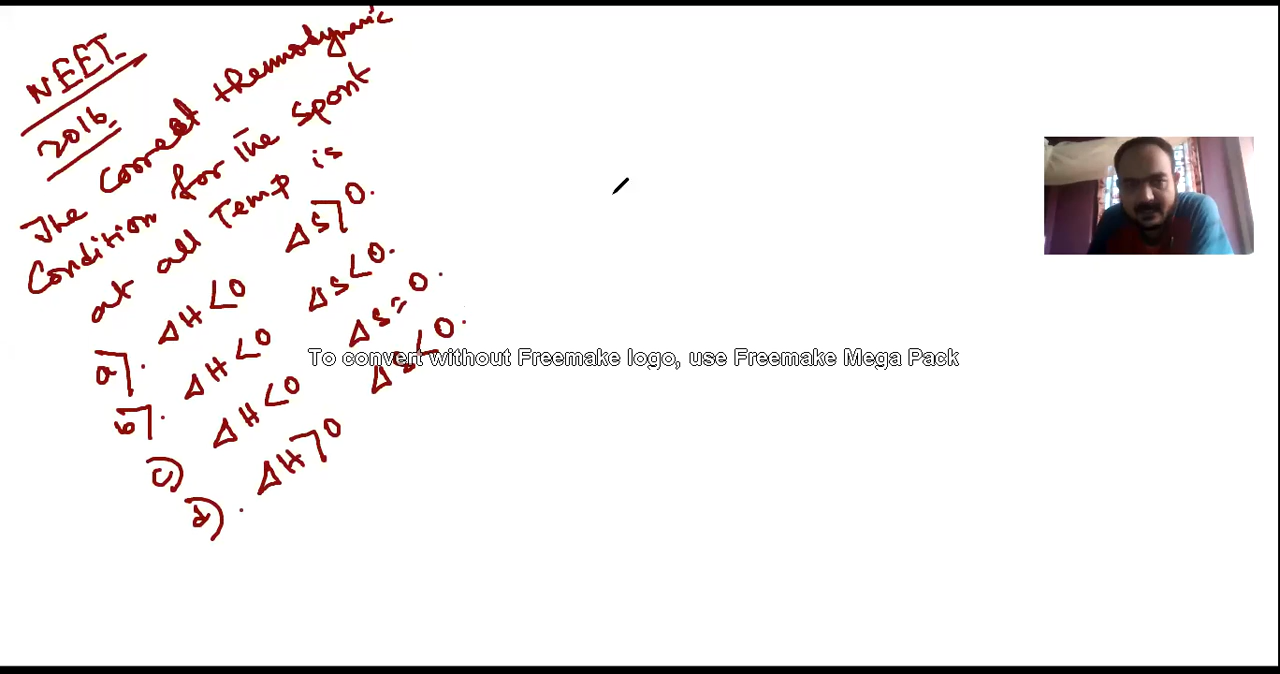 NEET
2016
The Correct thermodynamic
Condition for The Spont
at all Temp is
a). ΔH<0 ΔS>0.
b). ΔH<0 ΔS<0.
c) ΔH<0 ΔS=0.
d). ΔH>0 ΔS<0.
To convert without Freemake logo, use Freemake Mega Pack